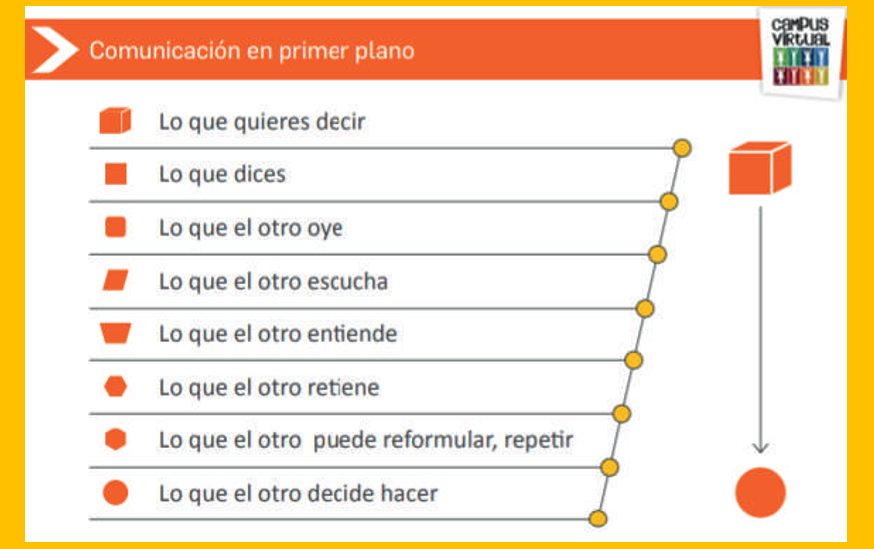 Comunicación en primer plano
CAMPUS
VIRTUAL
Lo que quieres decir
Lo que dices
Lo que el otro oye
Lo que el otro escucha
Lo que el otro entiende
Lo que el otro retiene
Lo que el otro puede reformular, repetir
Lo que el otro decide hacer